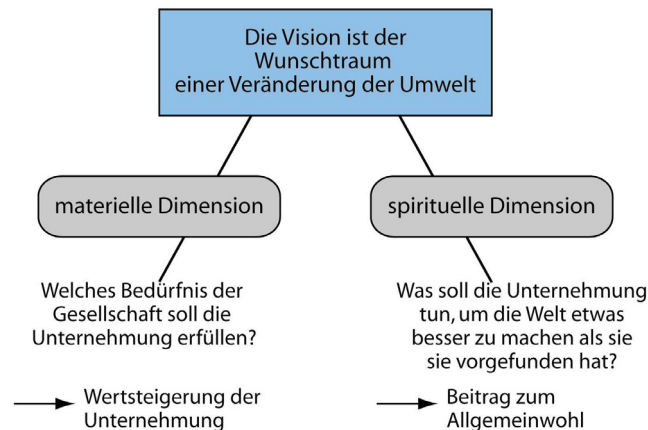 Die Vision ist der
Wunschtraum
einer Veränderung der Umwelt
materielle Dimension
spirituelle Dimension
Welches Bedürfnis der
Gesellschaft soll die
Unternehmung erfüllen?
Was soll die Unternehmung
tun, um die Welt etwas
besser zu machen als sie
sie vorgefunden hat?
Wertsteigerung der
Unternehmung
Beitrag zum
Allgemeinwohl